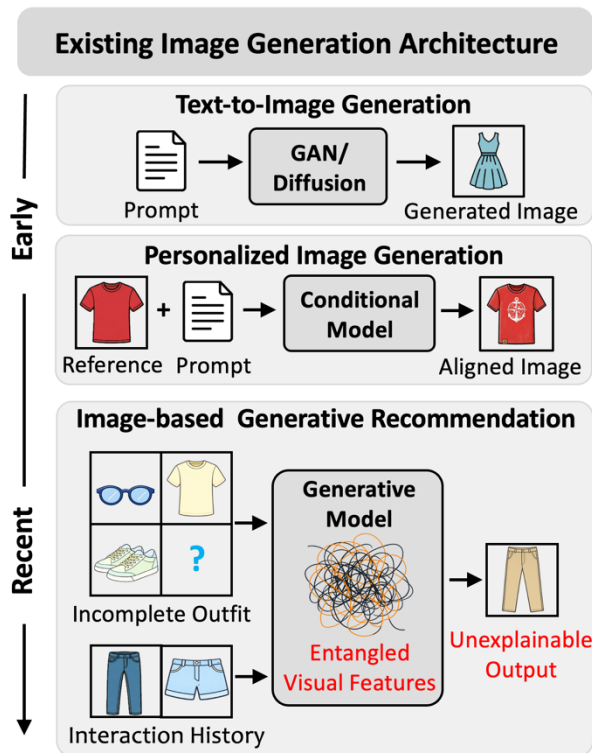 Existing Image Generation Architecture
Early
Recent
Text-to-Image Generation
Prompt
GAN/
Diffusion
Generated Image
Personalized Image Generation
Reference
+
Prompt
Conditional
Model
Aligned Image
Image-based Generative Recommendation
?
Incomplete Outfit
Interaction History
Generative
Model
Entangled
Visual Features
Unexplainable
Output